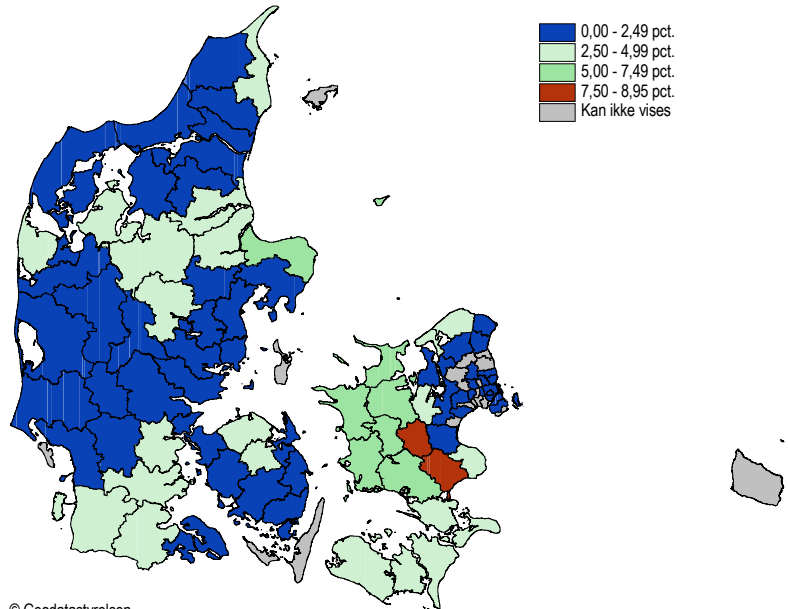 0,00 - 2,49 pct.
2,50 - 4,99 pct.
5,00 - 7,49 pct.
7,50 - 8,95 pct.
Kan ikke vises
© Geodatastyrelsen